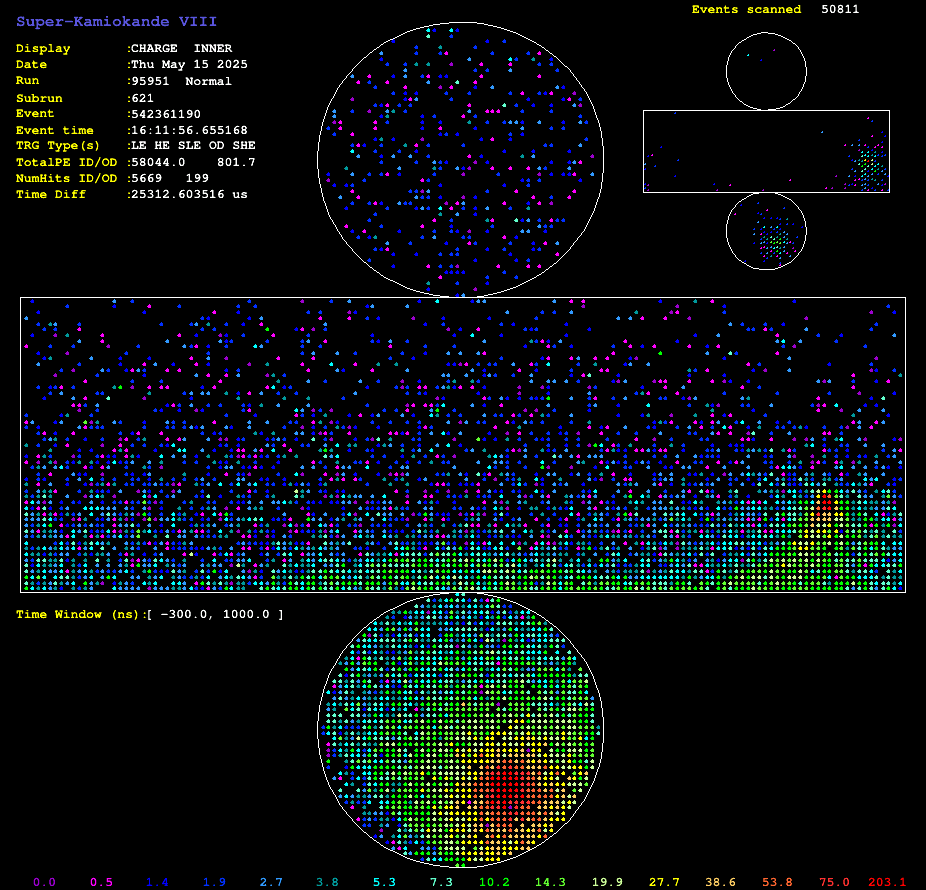 Super-Kamiokande VIII
Display :CHARGE INNER
Date :Thu May 15 2025
Run :95951 Normal
Subrun :621
Event :542361190
Event time :16:11:56.655168
TRG Type(s) :LE HE SLE OD SHE
TotalPE ID/OD :58044.0 801.7
NumHits ID/OD :5669 199
Time Diff :25312.603516 us
Events scanned 50811
Time Window (ns):[ -300.0, 1000.0 ]
0.0 0.5 1.4 1.9 2.7 3.8 5.3 7.3 10.2 14.3 19.9 27.7 38.6 53.8 75.0 203.1